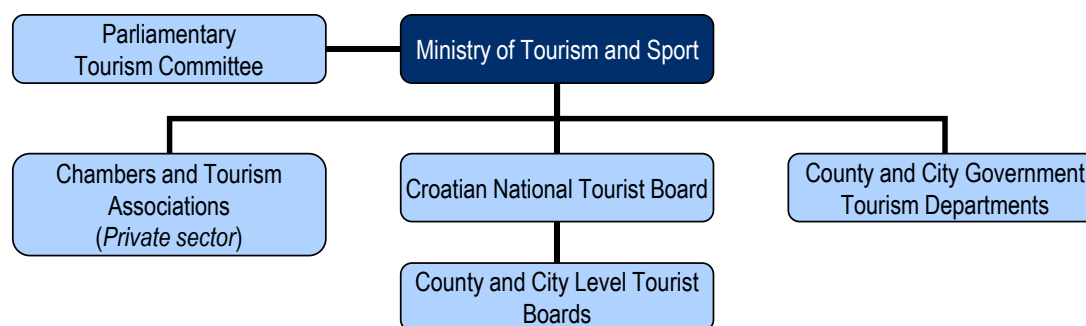 Parliamentary
Tourism Committee
Ministry of Tourism and Sport
Chambers and Tourism
Associations
(Private sector)
Croatian National Tourist Board
County and City Government
Tourism Departments
County and City Level Tourist
Boards